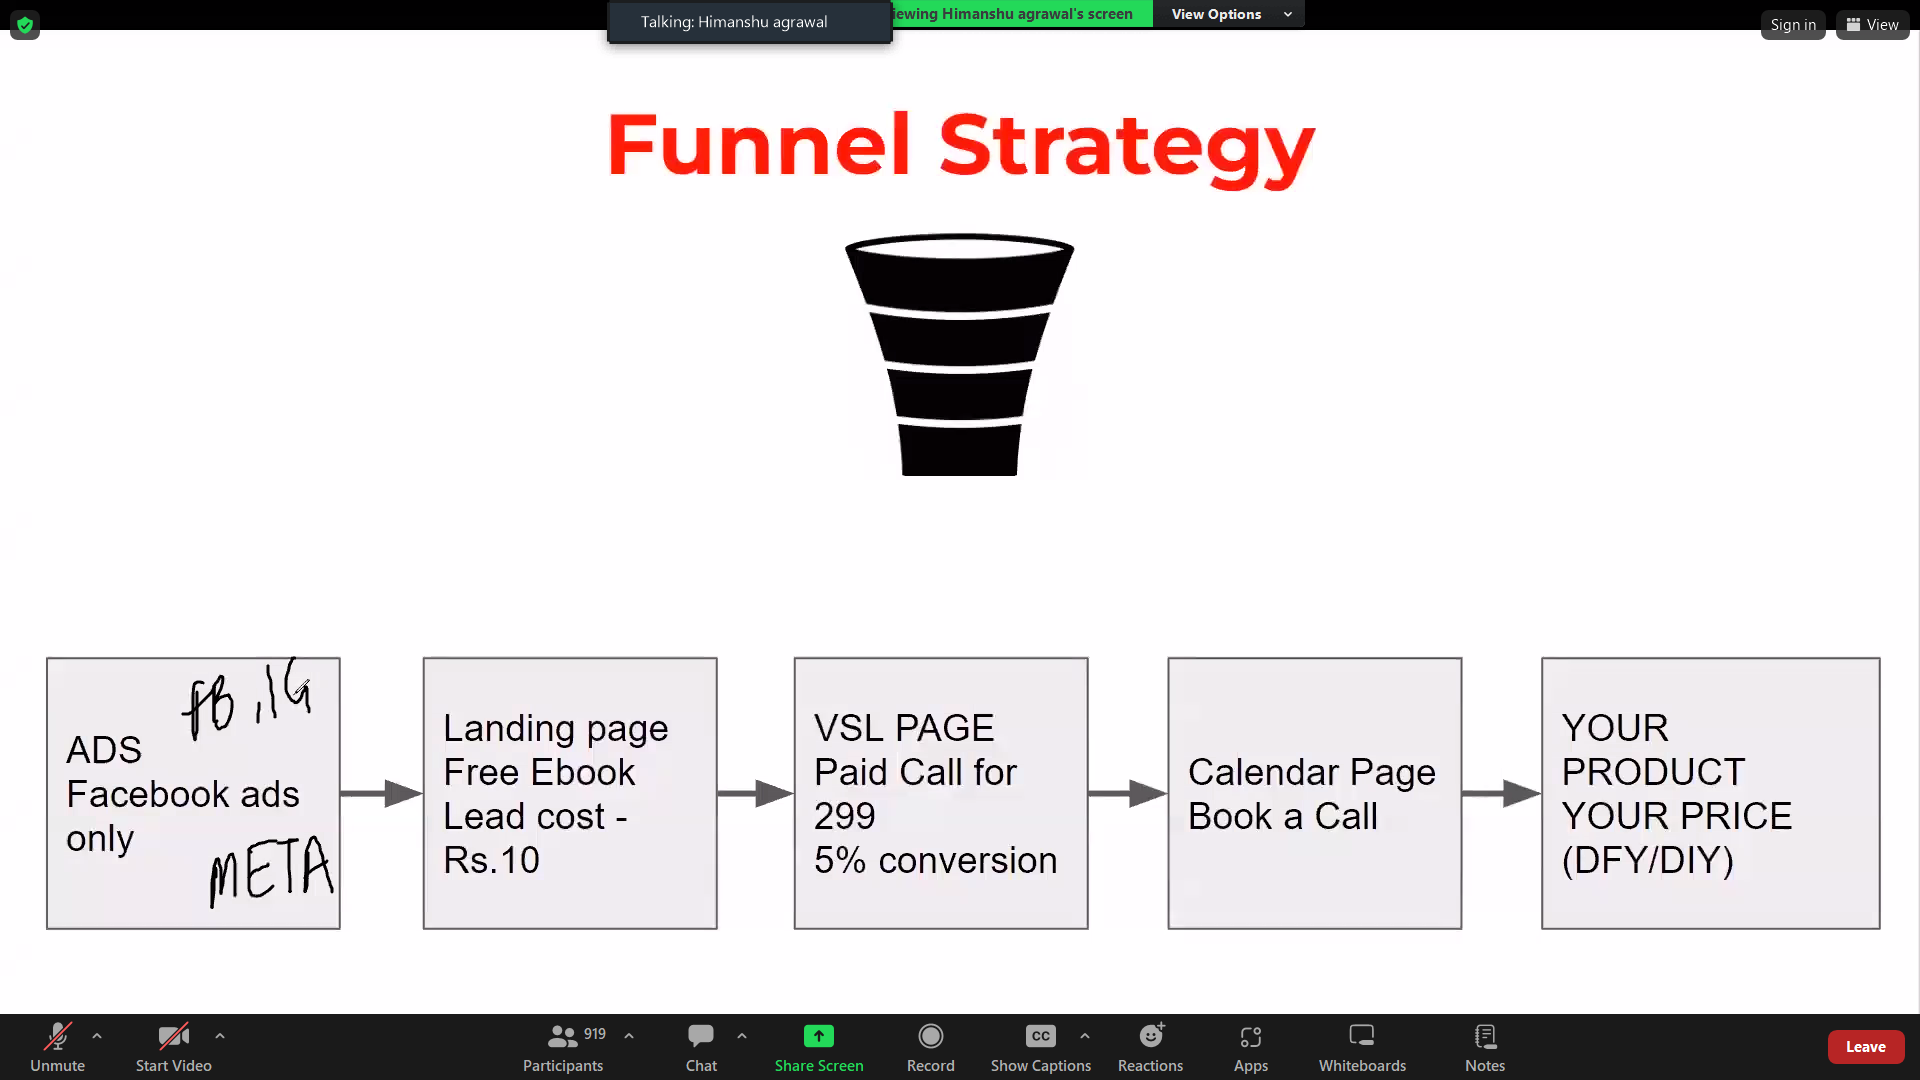 Talking: Himanshu agrawal
iewing Himanshu agrawal's screen
View Options
Sign in
View
Funnel Strategy
FB, IG
ADS
Facebook ads
only
META
Landing page
Free Ebook
Lead cost -
Rs.10
VSL PAGE
Paid Call for
299
5% conversion
Calendar Page
Book a Call
YOUR
PRODUCT
YOUR PRICE
(DFY/DIY)
Unmute
Start Video
919
Participants
Chat
Share Screen
Record
CC
Show Captions
Reactions
Apps
Whiteboards
Notes
Leave